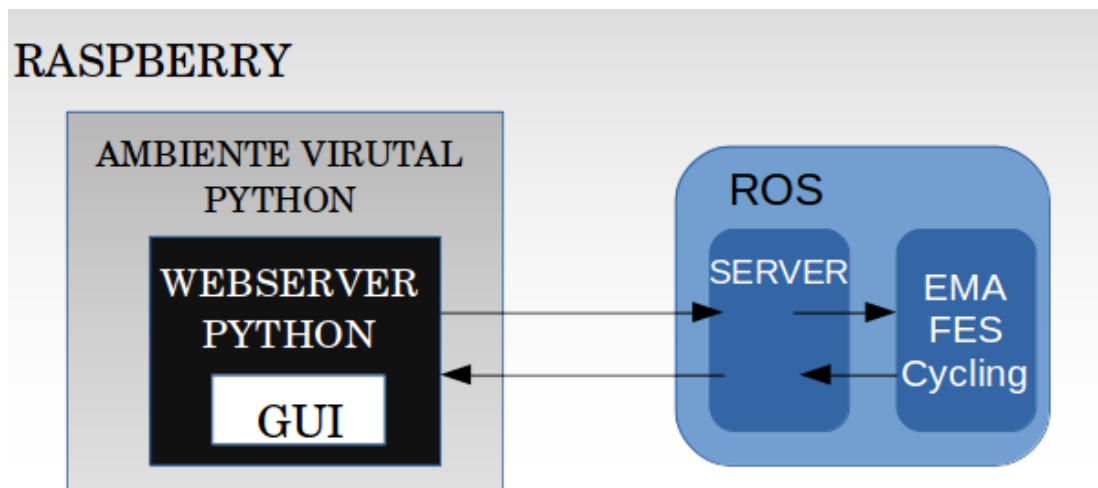 RASPBERRY
AMBIENTE VIRUTAL
PYTHON
WEBSERVER
PYTHON
GUI
ROS
SERVER
EMA
FES
Cycling